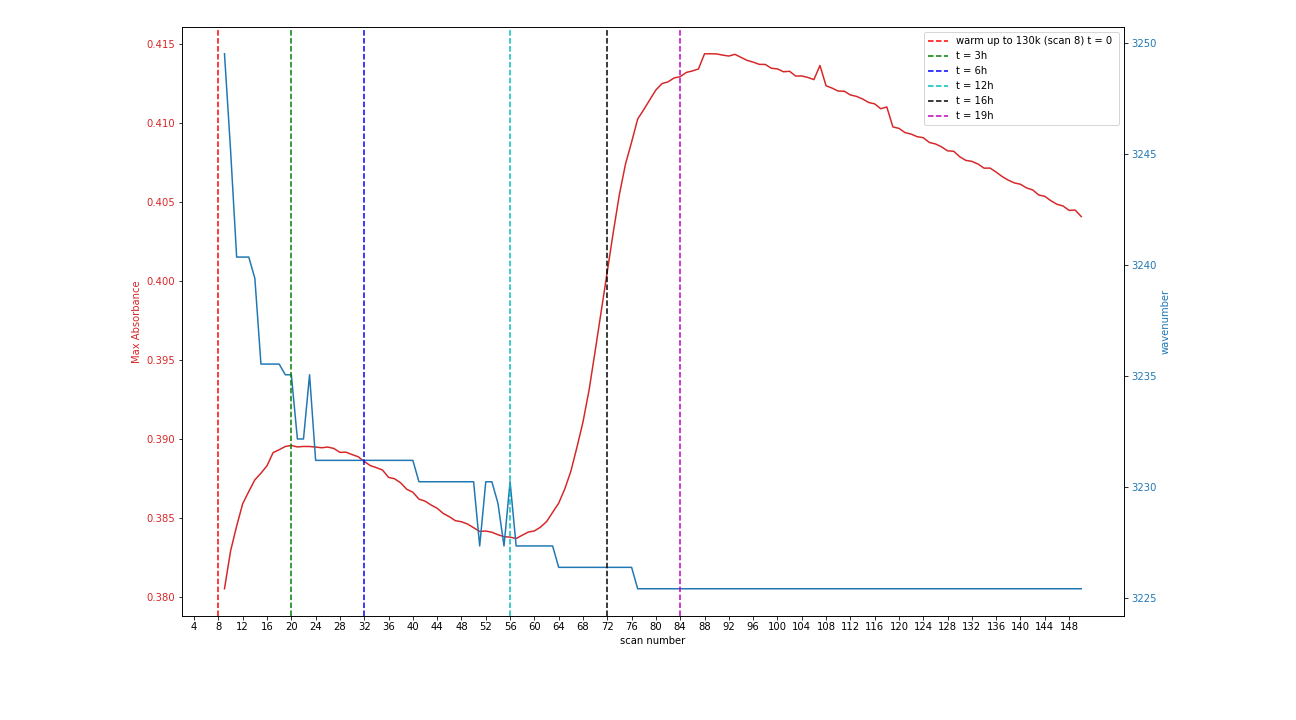 warm up to 130k (scan 8) t = 0
t = 3h
t = 6h
t = 12h
t = 16h
t = 19h
Max Absorbance
0.415
0.410
0.405
0.400
0.395
0.390
0.385
0.380
3250
3245
3240
3235
3230
3225
wavenumber
4 8 12 16 20 24 28 32 36 40 44 48 52 56 60 64 68 72 76 80 84 88 92 96 100 104 108 112 116 120 124 128 132 136 140 144 148
scan number